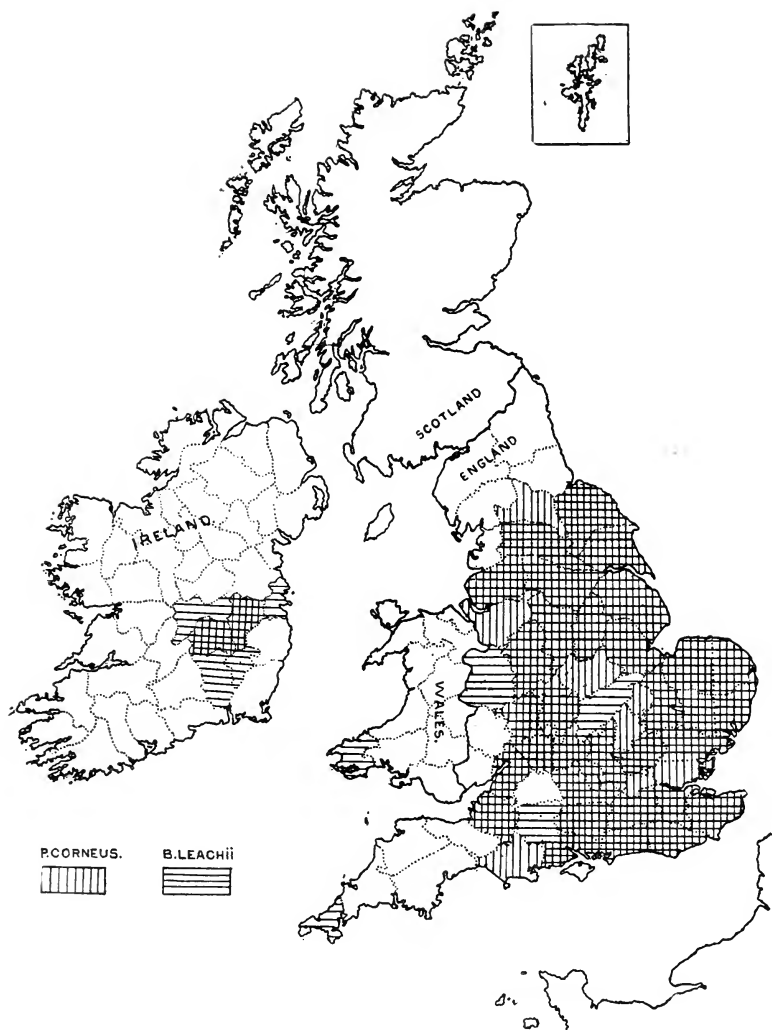 SCOTLAND
ENGLAND
IRELAND
WALES.
P.CORNEUS.
B.LEACHii